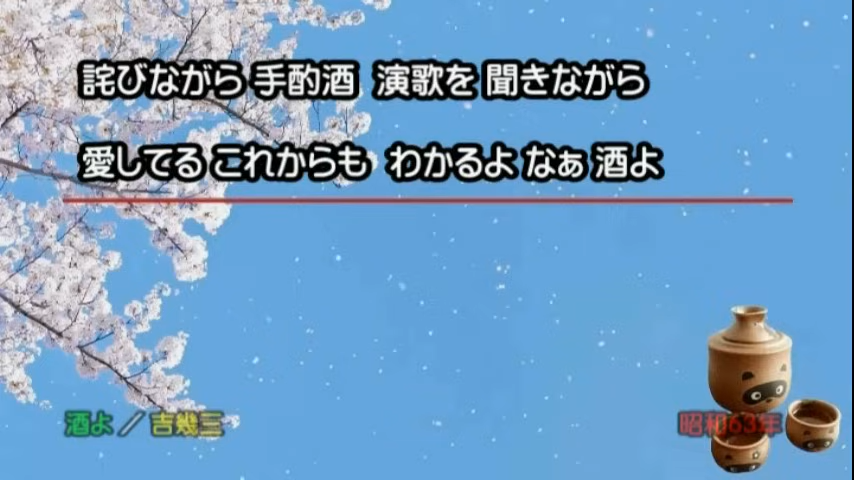 詫びながら 手酌酒 演歌を 聞きながら
愛してる これからも わかるよ なぁ 酒よ
酒よ／吉幾三
昭和63年